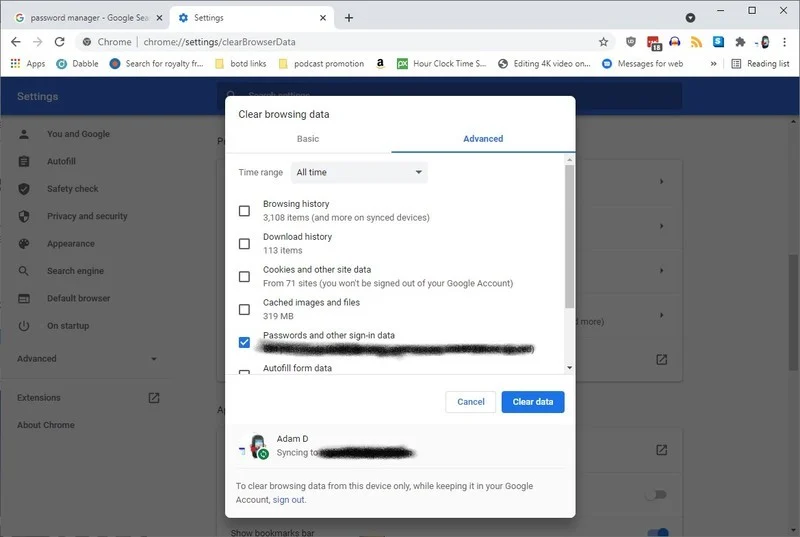 password manager - Google Sea
Settings
Chrome | chrome://settings/clearBrowserData
18
Apps
Dabble
Search for royalty fr
botd links
podcast promotion
Hour Clock Time S...
Editing 4K video on...
Messages for web
Reading list
Settings
Search settings
You and Google
Autofill
Safety check
Privacy and security
Appearance
Search engine
Default browser
On startup
Advanced
Extensions
About Chrome
Clear browsing data
Basic
Advanced
Time range
All time
Browsing history
3,108 items (and more on synced devices)
Download history
113 items
Cookies and other site data
From 71 sites (you won't be signed out of your Google Account)
Cached images and files
319 MB
Passwords and other sign-in data
Autofill form data
more)
Cancel
Clear data
Adam D
Syncing to
To clear browsing data from this device only, while keeping it in your Google
Account, sign out.
Show bookmarks bar